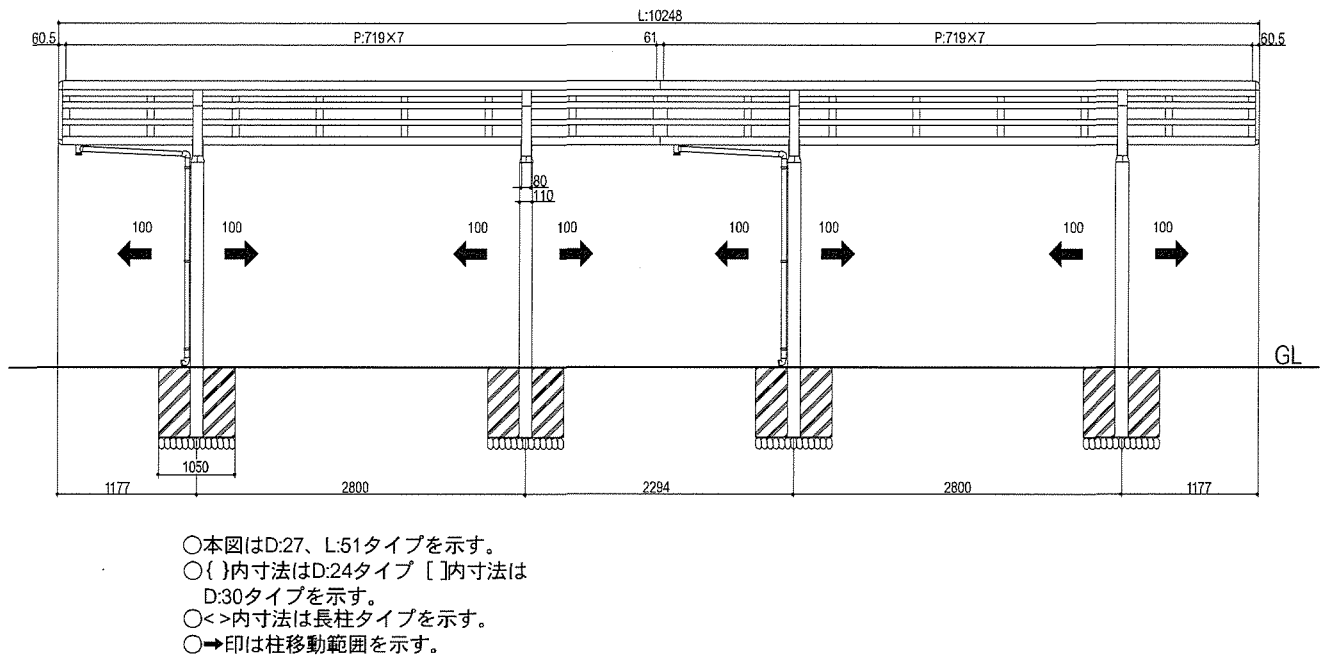 L:10248
60.5 P:719×7 61 P:719×7 60.5
80
110
100 100 100 100 100 100 100 100
GL
1050
1177 2800 2294 2800 1177
○本図はD:27、L:51タイプを示す。
○{ }内寸法はD:24タイプ [ ]内寸法は
D:30タイプを示す。
○< >内寸法は長柱タイプを示す。
○➡印は柱移動範囲を示す。